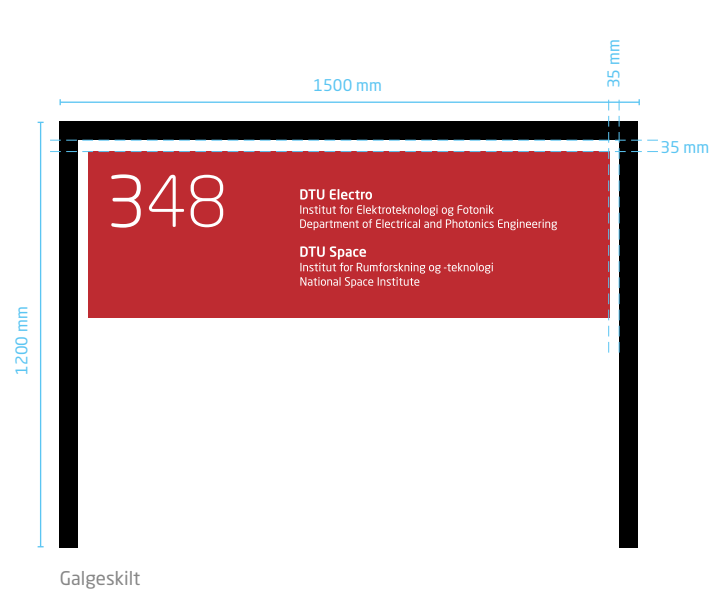 35 mm
1500 mm
35 mm
348
DTU Electro
Institut for Elektroteknologi og Fotonik
Department of Electrical and Photonics Engineering
DTU Space
Institut for Rumforskning og -teknologi
National Space Institute
1200 mm
Galgeskilt